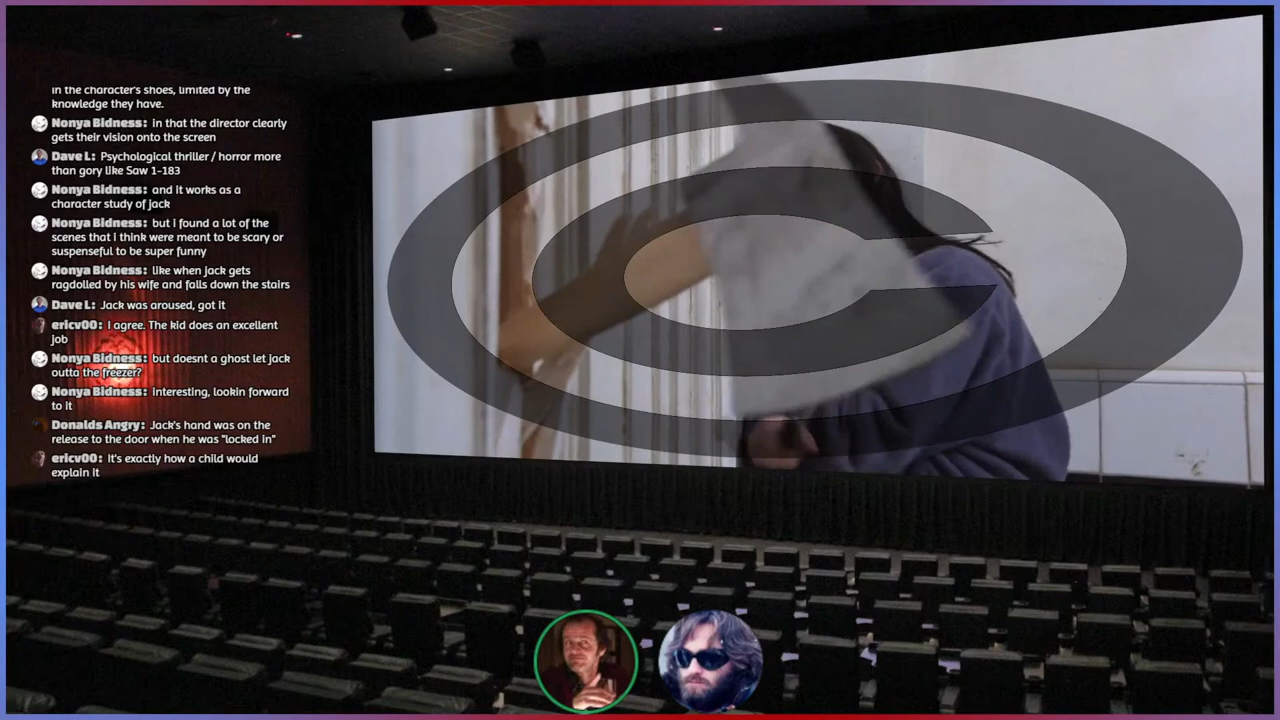 in the character's shoes, limited by the
knowledge they have.
Nonya Bidness: in that the director clearly
gets their vision onto the screen
Dave L: Psychological thriller / horror more
than gory like Saw 1-183
Nonya Bidness: and it works as a
character study of jack
Nonya Bidness: but i found a lot of the
scenes that i think were meant to be scary or
suspenseful to be super funny
Nonya Bidness: like when jack gets
ragdolled by his wife and falls down the stairs
Dave L: Jack was aroused, got it
ericv00: I agree. The kid does an excellent
job
Nonya Bidness: but doesnt a ghost let jack
outta the freezer?
Nonya Bidness: interesting, lookin forward
to it
Donalds Angry: Jack's hand was on the
release to the door when he was "locked in"
ericv00: It's exactly how a child would
explain it